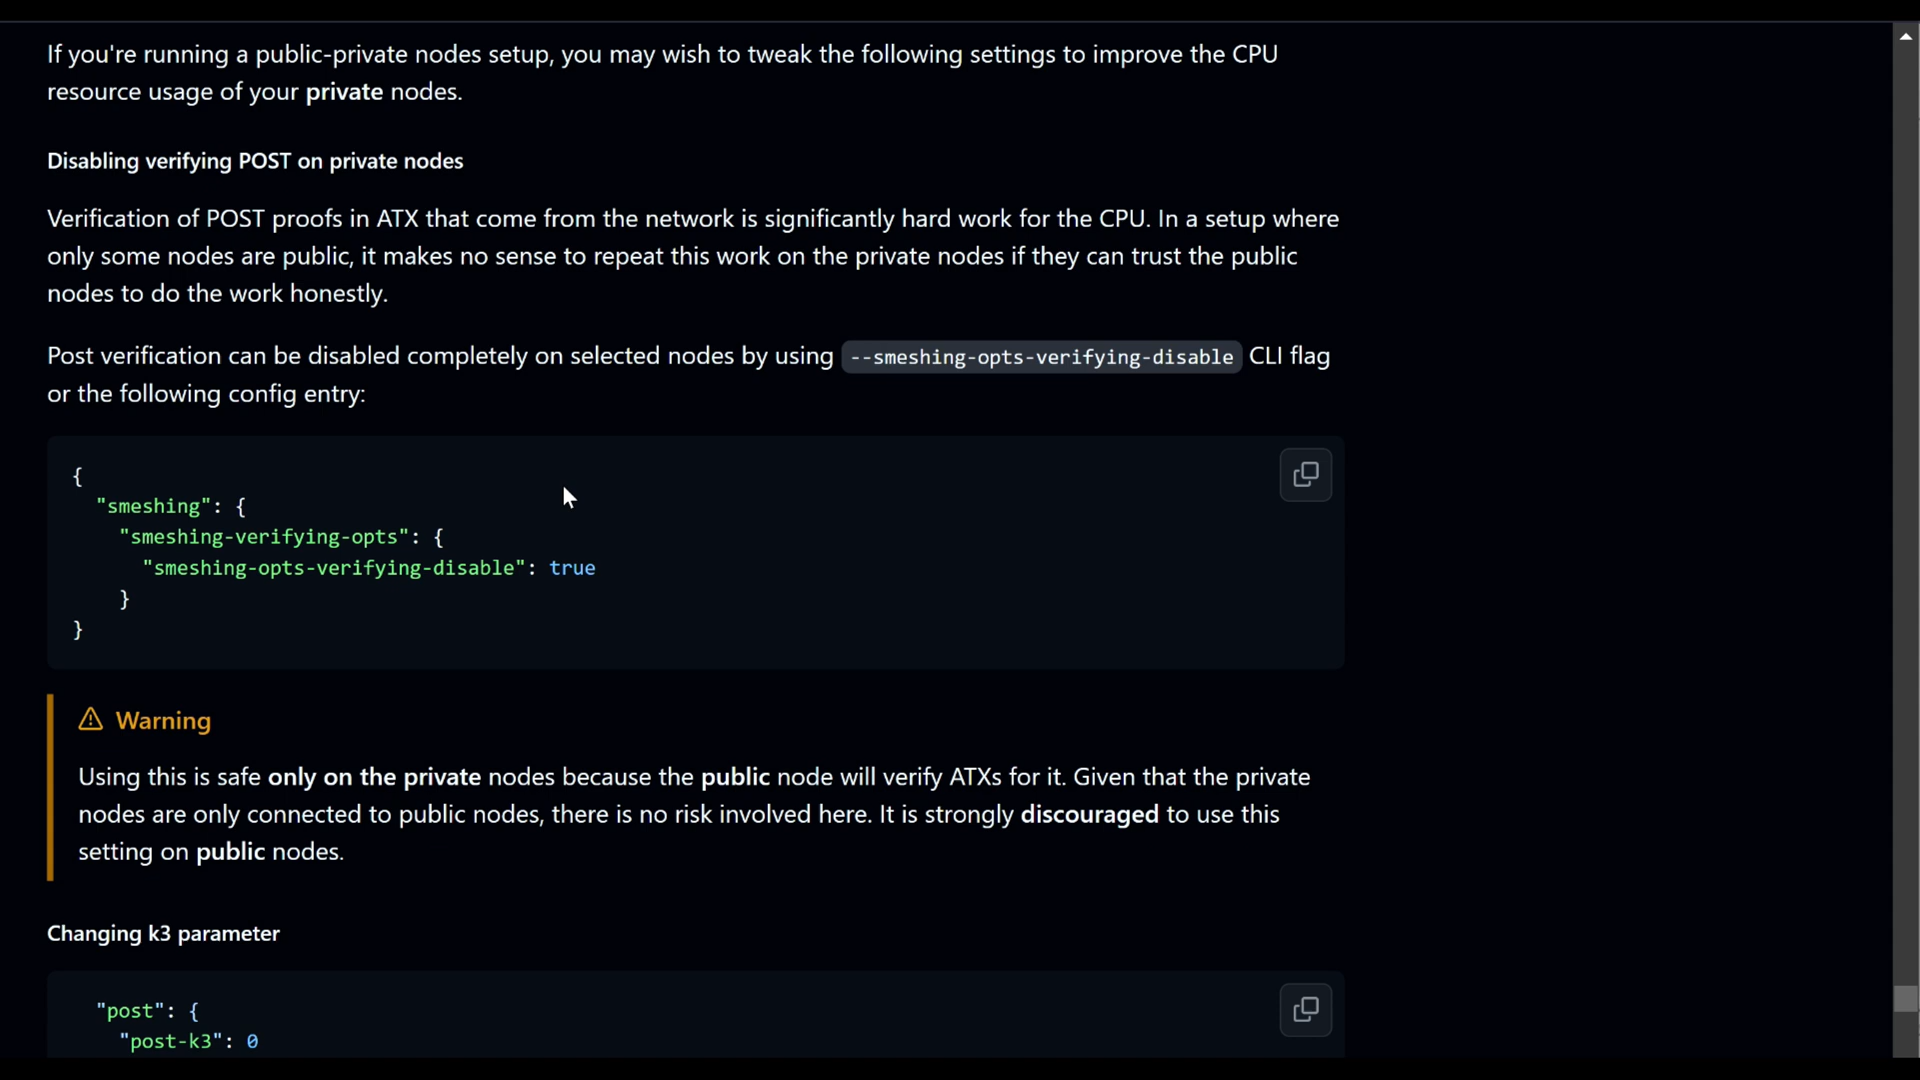 If you're running a public-private nodes setup, you may wish to tweak the following settings to improve the CPU
resource usage of your private nodes.
Disabling verifying POST on private nodes
Verification of POST proofs in ATX that come from the network is significantly hard work for the CPU. In a setup where
only some nodes are public, it makes no sense to repeat this work on the private nodes if they can trust the public
nodes to do the work honestly.
Post verification can be disabled completely on selected nodes by using --smeshing-opts-verifying-disable CLI flag
or the following config entry:
{
  "smeshing": {
    "smeshing-verifying-opts": {
      "smeshing-opts-verifying-disable": true
    }
}
Warning
Using this is safe only on the private nodes because the public node will verify ATXs for it. Given that the private
nodes are only connected to public nodes, there is no risk involved here. It is strongly discouraged to use this
setting on public nodes.
Changing k3 parameter
  "post": {
    "post-k3": 0